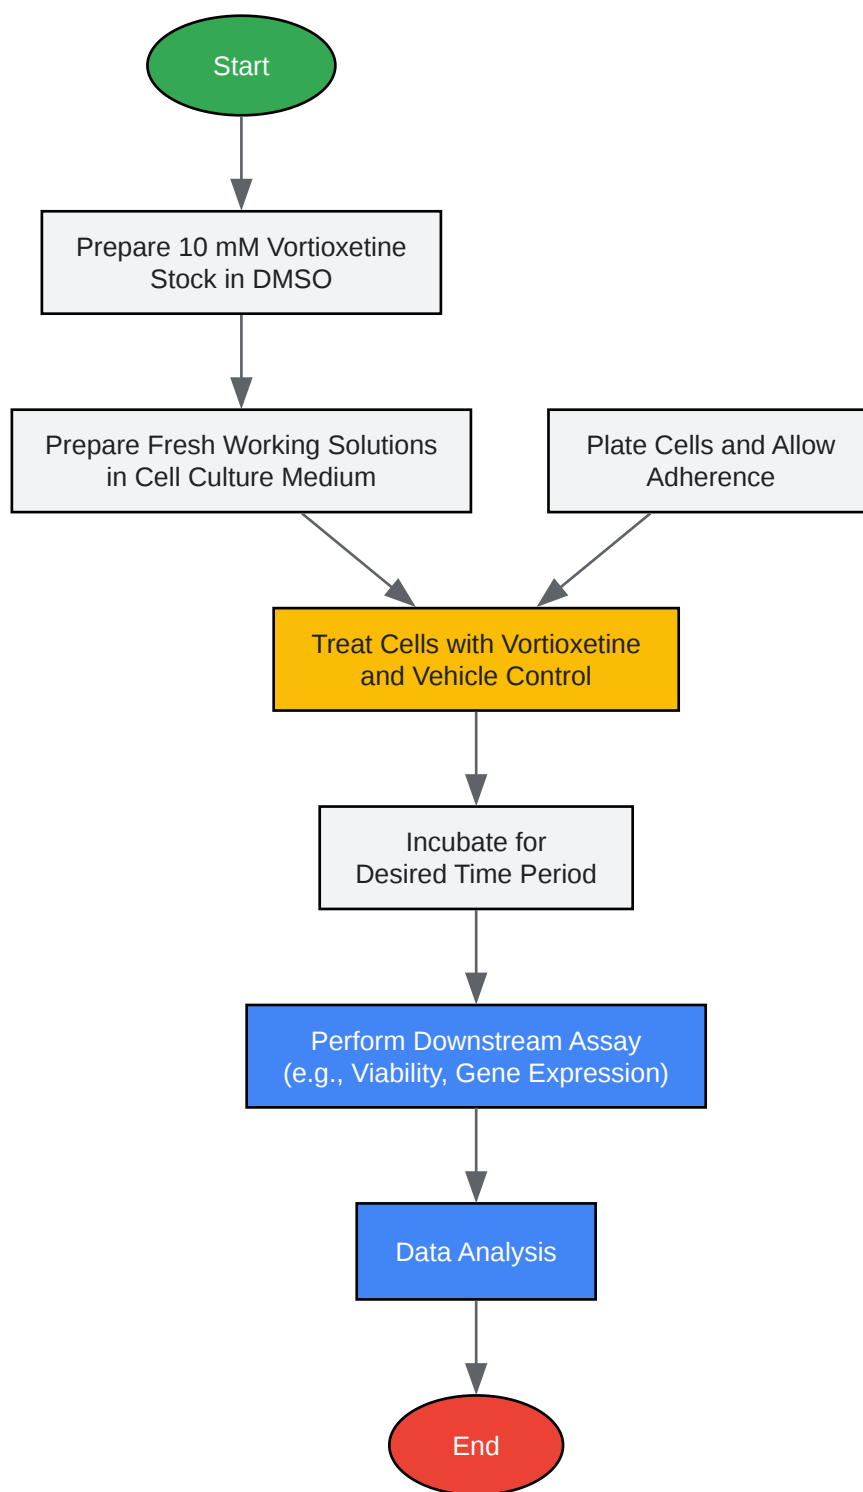 Start
Prepare 10 mM Vortioxetine
Stock in DMSO
Prepare Fresh Working Solutions
in Cell Culture Medium
Plate Cells and Allow
Adherence
Treat Cells with Vortioxetine
and Vehicle Control
Incubate for
Desired Time Period
Perform Downstream Assay
(e.g., Viability, Gene Expression)
Data Analysis
End